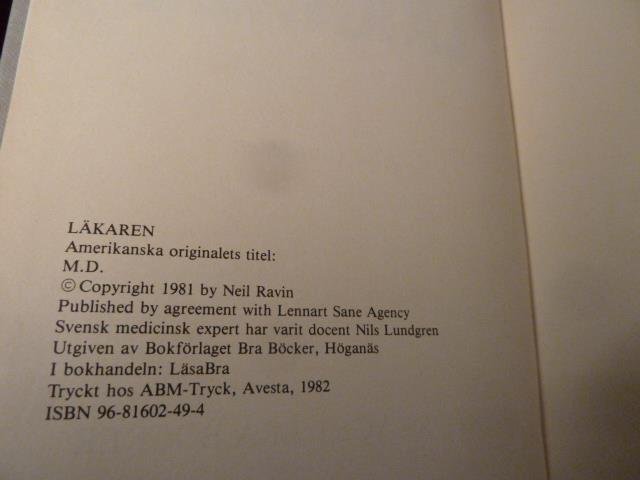 LÄKAREN
Amerikanska originalets titel:
M.D.
© Copyright 1981 by Neil Ravin
Published by agreement with Lennart Sane Agency
Svensk medicinsk expert har varit docent Nils Lundgren
Utgiven av Bokförlaget Bra Böcker, Höganäs
I bokhandeln: LäsaBra
Tryckt hos ABM-Tryck, Avesta, 1982
ISBN 96-81602-49-4